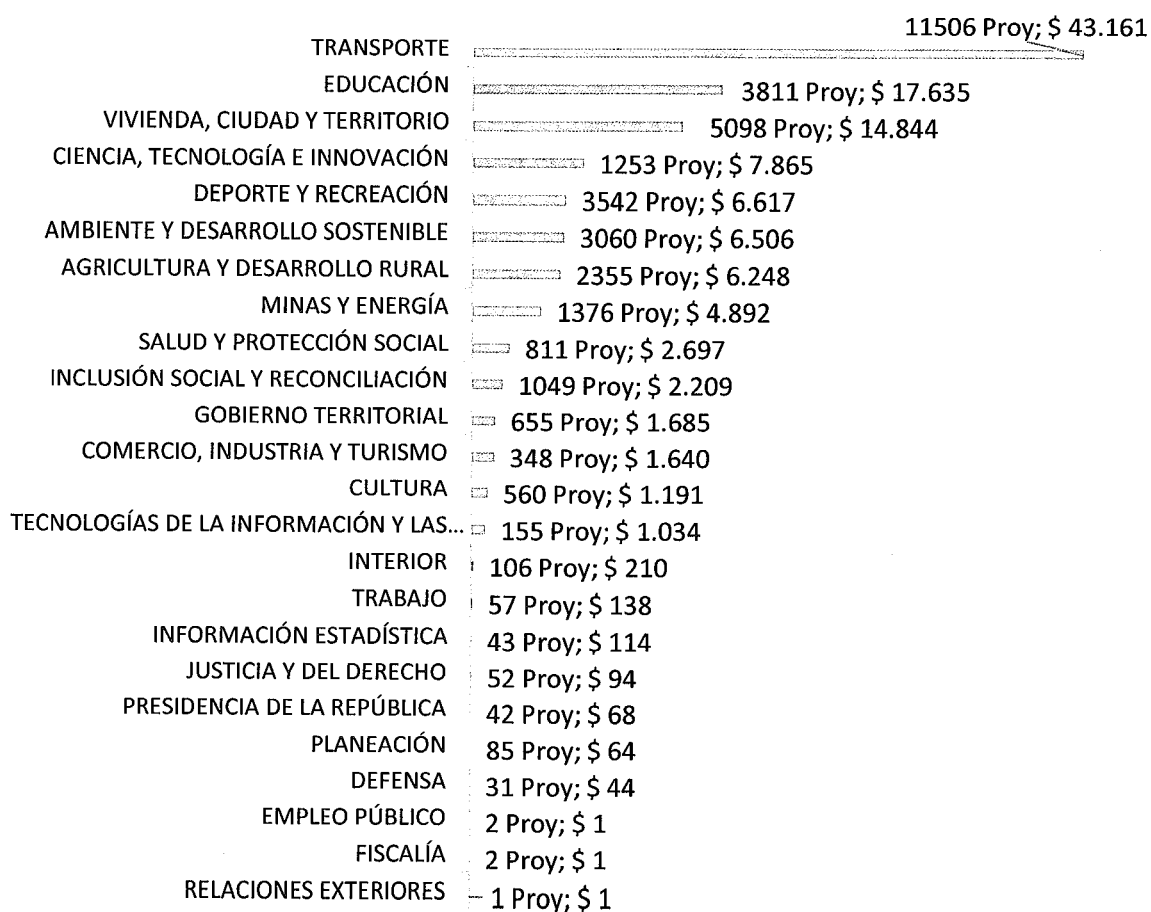 11506 Proy; $ 43.161
TRANSPORTE
EDUCACIÓN 3811 Proy; $ 17.635
VIVIENDA, CIUDAD Y TERRITORIO 5098 Proy; $ 14.844
CIENCIA, TECNOLOGÍA E INNOVACIÓN 1253 Proy; $ 7.865
DEPORTE Y RECREACIÓN 3542 Proy; $ 6.617
AMBIENTE Y DESARROLLO SOSTENIBLE 3060 Proy; $ 6.506
AGRICULTURA Y DESARROLLO RURAL 2355 Proy; $ 6.248
MINAS Y ENERGÍA 1376 Proy; $ 4.892
SALUD Y PROTECCIÓN SOCIAL 811 Proy; $ 2.697
INCLUSIÓN SOCIAL Y RECONCILIACIÓN 1049 Proy; $ 2.209
GOBIERNO TERRITORIAL 655 Proy; $ 1.685
COMERCIO, INDUSTRIA Y TURISMO 348 Proy; $ 1.640
CULTURA 560 Proy; $ 1.191
TECNOLOGÍAS DE LA INFORMACIÓN Y LAS... 155 Proy; $ 1.034
INTERIOR 106 Proy; $ 210
TRABAJO 57 Proy; $ 138
INFORMACIÓN ESTADÍSTICA 43 Proy; $ 114
JUSTICIA Y DEL DERECHO 52 Proy; $ 94
PRESIDENCIA DE LA REPÚBLICA 42 Proy; $ 68
PLANEACIÓN 85 Proy; $ 64
DEFENSA 31 Proy; $ 44
EMPLEO PÚBLICO 2 Proy; $ 1
FISCALÍA 2 Proy; $ 1
RELACIONES EXTERIORES 1 Proy; $ 1